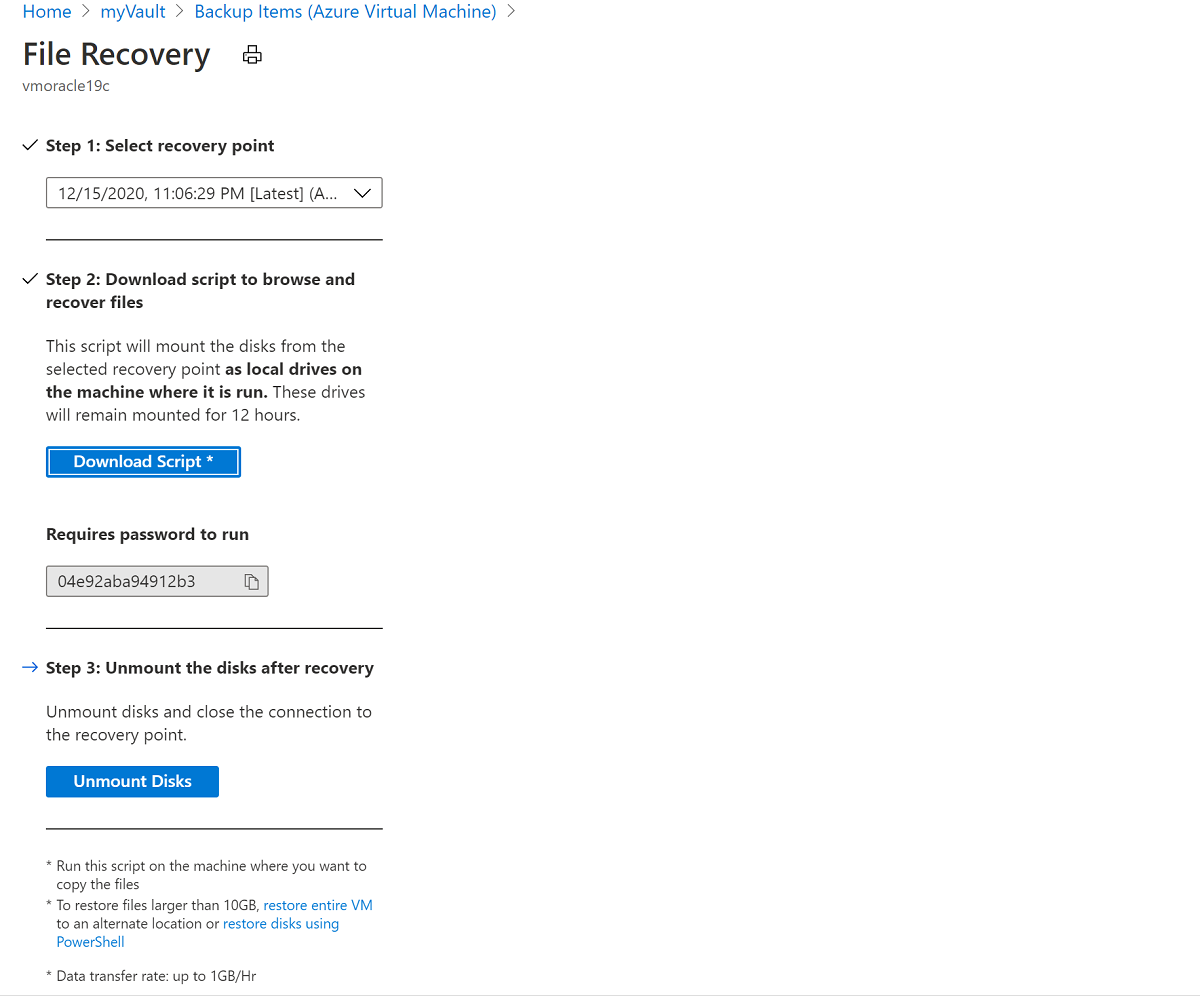 Home > myVault > Backup Items (Azure Virtual Machine) >
File Recovery
vmoracle19c
Step 1: Select recovery point
12/15/2020, 11:06:29 PM [Latest] (A...
Step 2: Download script to browse and
recover files
This script will mount the disks from the
selected recovery point as local drives on
the machine where it is run. These drives
will remain mounted for 12 hours.
Download Script *
Requires password to run
04e92aba94912b3
Step 3: Unmount the disks after recovery
Unmount disks and close the connection to
the recovery point.
Unmount Disks
* Run this script on the machine where you want to
copy the files
* To restore files larger than 10GB, restore entire VM
to an alternate location or restore disks using
PowerShell
* Data transfer rate: up to 1GB/Hr